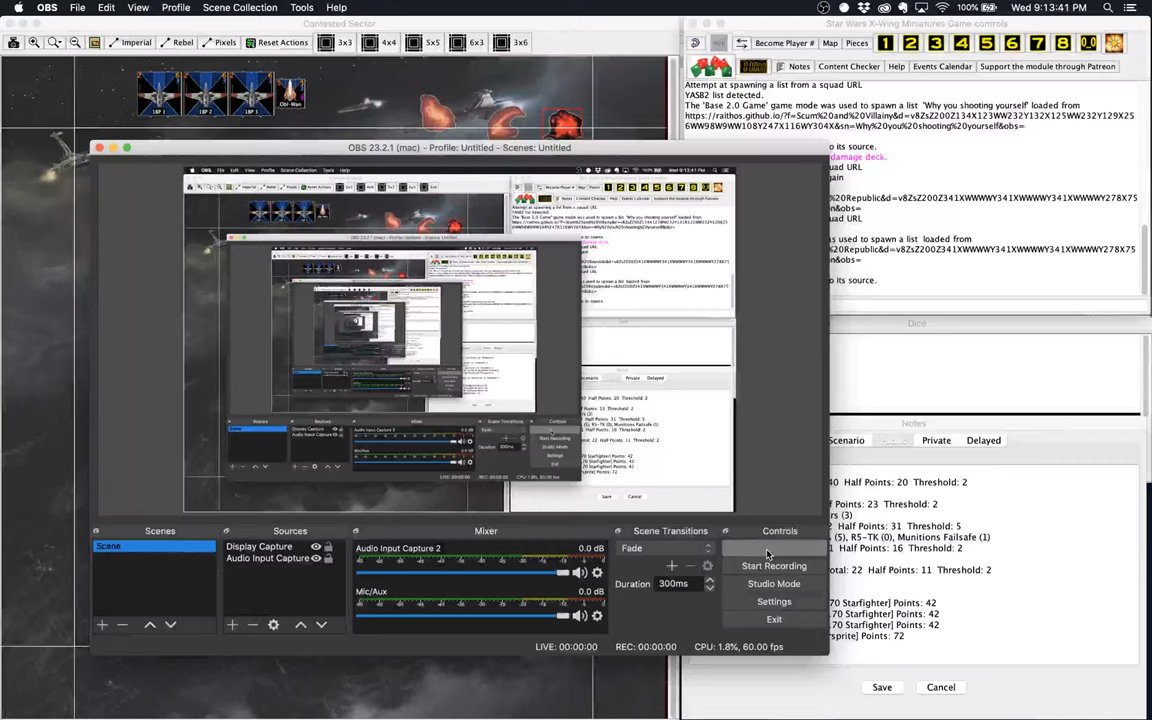 OBS File Edit View Profile Scene Collection Tools Help
100% Wed 9:13:41 PM
Contested Sector
Star Wars X-Wing Miniatures Game controls
Imperial Rebel Pixels Reset Actions 3x3 4x4 5x5 6x3 3x6
Become Player # Map Pieces 1 2 3 4 5 6 7 8 0.0
Notes Content Checker Help Events Calendar Support the module through Patreon
Attempt at spawning a list from a squad URL
YASB2 list detected.
The 'Base 2.0 Game' game mode was used to spawn a list 'Why you shooting yourself' loaded from
https://raithos.github.io/?f=Scum%20and%20Villainy&d=v8ZsZ200Z134X123WW232Y132X125WW232Y129X25
6WW98W9WW108Y247X116WY304X&sn=Why%20you%20shooting%20yourself&obs=
o its source.
damage deck.
uad URL
gain
%20Republic&d=v8ZsZ200Z341XWWWWY341XWWWWY341XWWWWY278X75
obs=
uad URL
was used to spawn a list loaded from
%20Republic&d=v8ZsZ200Z341XWWWWY341XWWWWY341XWWWWY278X75
obs=
o its source.
OBS 23.2.1 (mac) - Profile: Untitled - Scenes: Untitled
Dice
Notes
cenario Private Delayed
40 Half Points: 20 Threshold: 2
Points: 23 Threshold: 2
rs (3)
2 Half Points: 31 Threshold: 5
s (5), R5-TK (0), Munitions Failsafe (1)
1 Half Points: 16 Threshold: 2
otal: 22 Half Points: 11 Threshold: 2
70 Starfighter] Points: 42
70 Starfighter] Points: 42
70 Starfighter] Points: 42
sprite] Points: 72
Save Cancel
Scenes Sources Mixer Scene Transitions Controls
Scene
Display Capture
Audio Input Capture
Audio Input Capture 2 0.0 dB
Mic/Aux 0.0 dB
Fade
Duration 300ms
Start Recording
Studio Mode
Settings
Exit
LIVE: 00:00:00 REC: 00:00:00 CPU: 1.8%, 60.00 fps